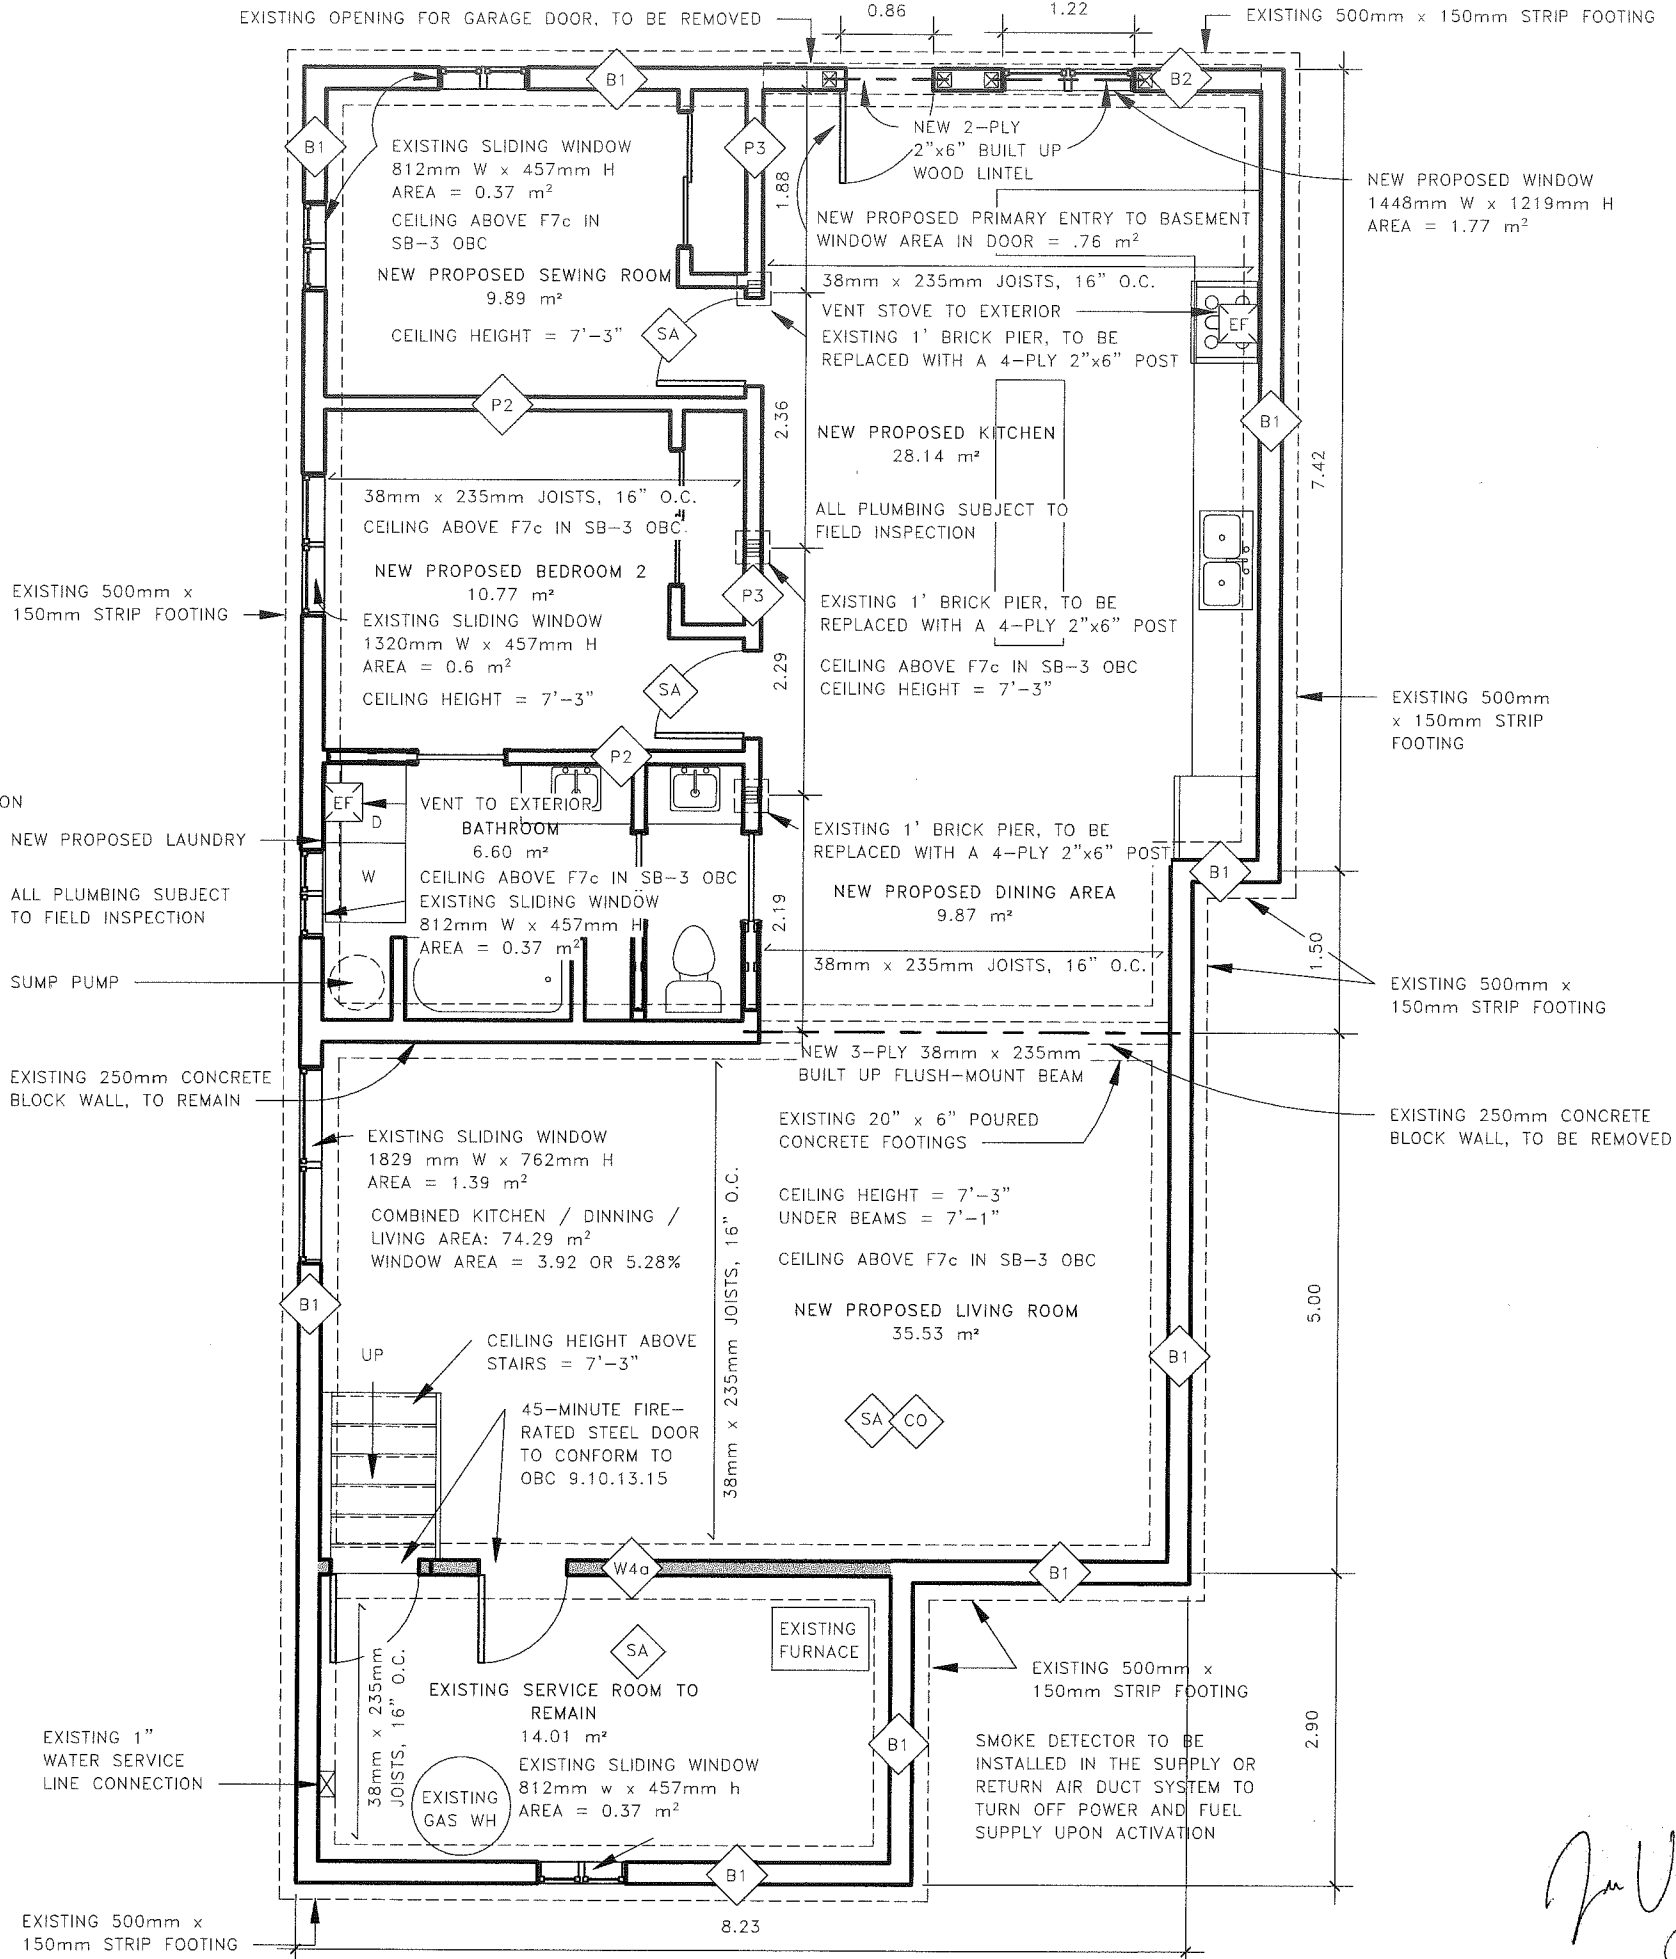 EXISTING OPENING FOR GARAGE DOOR, TO BE REMOVED
0.86
1.22
EXISTING 500mm x 150mm STRIP FOOTING
B1
B2
B1
P3
EXISTING SLIDING WINDOW
812mm W x 457mm H
AREA = 0.37 m²
CEILING ABOVE F7c IN
SB-3 OBC
NEW PROPOSED SEWING ROOM
9.89 m²
CEILING HEIGHT = 7'-3"
SA
1.88
NEW 2-PLY
2"x6" BUILT UP
WOOD LINTEL
NEW PROPOSED WINDOW
1448mm W x 1219mm H
AREA = 1.77 m²
NEW PROPOSED PRIMARY ENTRY TO BASEMENT
WINDOW AREA IN DOOR = .76 m²
38mm x 235mm JOISTS, 16" O.C.
VENT STOVE TO EXTERIOR
EF
EXISTING 1' BRICK PIER, TO BE
REPLACED WITH A 4-PLY 2"x6" POST
P2
2.36
NEW PROPOSED KITCHEN
28.14 m²
B1
7.42
38mm x 235mm JOISTS, 16" O.C.
CEILING ABOVE F7c IN SB-3 OBC
ALL PLUMBING SUBJECT TO
FIELD INSPECTION
NEW PROPOSED BEDROOM 2
10.77 m²
P3
EXISTING 500mm x
150mm STRIP FOOTING
EXISTING SLIDING WINDOW
1320mm W x 457mm H
AREA = 0.6 m²
CEILING HEIGHT = 7'-3"
SA
2.29
EXISTING 1' BRICK PIER, TO BE
REPLACED WITH A 4-PLY 2"x6" POST
CEILING ABOVE F7c IN SB-3 OBC
CEILING HEIGHT = 7'-3"
EXISTING 500mm
x 150mm STRIP
FOOTING
P2
ON
EF
VENT TO EXTERIOR
D
NEW PROPOSED LAUNDRY
BATHROOM
6.60 m²
W
CEILING ABOVE F7c IN SB-3 OBC
EXISTING SLIDING WINDOW
812mm W x 457mm H
AREA = 0.37 m²
ALL PLUMBING SUBJECT
TO FIELD INSPECTION
EXISTING 1' BRICK PIER, TO BE
REPLACED WITH A 4-PLY 2"x6" POST
B1
NEW PROPOSED DINING AREA
9.87 m²
2.19
1.50
38mm x 235mm JOISTS, 16" O.C.
SUMP PUMP
EXISTING 500mm x
150mm STRIP FOOTING
NEW 3-PLY 38mm x 235mm
BUILT UP FLUSH-MOUNT BEAM
EXISTING 250mm CONCRETE
BLOCK WALL, TO REMAIN
EXISTING 20" x 6" POURED
CONCRETE FOOTINGS
EXISTING 250mm CONCRETE
BLOCK WALL, TO BE REMOVED
EXISTING SLIDING WINDOW
1829 mm W x 762mm H
AREA = 1.39 m²
COMBINED KITCHEN / DINNING /
LIVING AREA: 74.29 m²
WINDOW AREA = 3.92 OR 5.28%
38mm x 235mm JOISTS, 16" O.C.
CEILING HEIGHT = 7'-3"
UNDER BEAMS = 7'-1"
CEILING ABOVE F7c IN SB-3 OBC
NEW PROPOSED LIVING ROOM
35.53 m²
5.00
B1
B1
UP
CEILING HEIGHT ABOVE
STAIRS = 7'-3"
45-MINUTE FIRE-
RATED STEEL DOOR
TO CONFORM TO
OBC 9.10.13.15
SA
CO
W4a
B1
38mm x 235mm
JOISTS, 16" O.C.
SA
EXISTING
FURNACE
EXISTING SERVICE ROOM TO
REMAIN
14.01 m²
EXISTING 500mm x
150mm STRIP FOOTING
B1
2.90
EXISTING 1"
WATER SERVICE
LINE CONNECTION
EXISTING
GAS WH
EXISTING SLIDING WINDOW
812mm w x 457mm h
AREA = 0.37 m²
SMOKE DETECTOR TO BE
INSTALLED IN THE SUPPLY OR
RETURN AIR DUCT SYSTEM TO
TURN OFF POWER AND FUEL
SUPPLY UPON ACTIVATION
B1
EXISTING 500mm x
150mm STRIP FOOTING
8.23